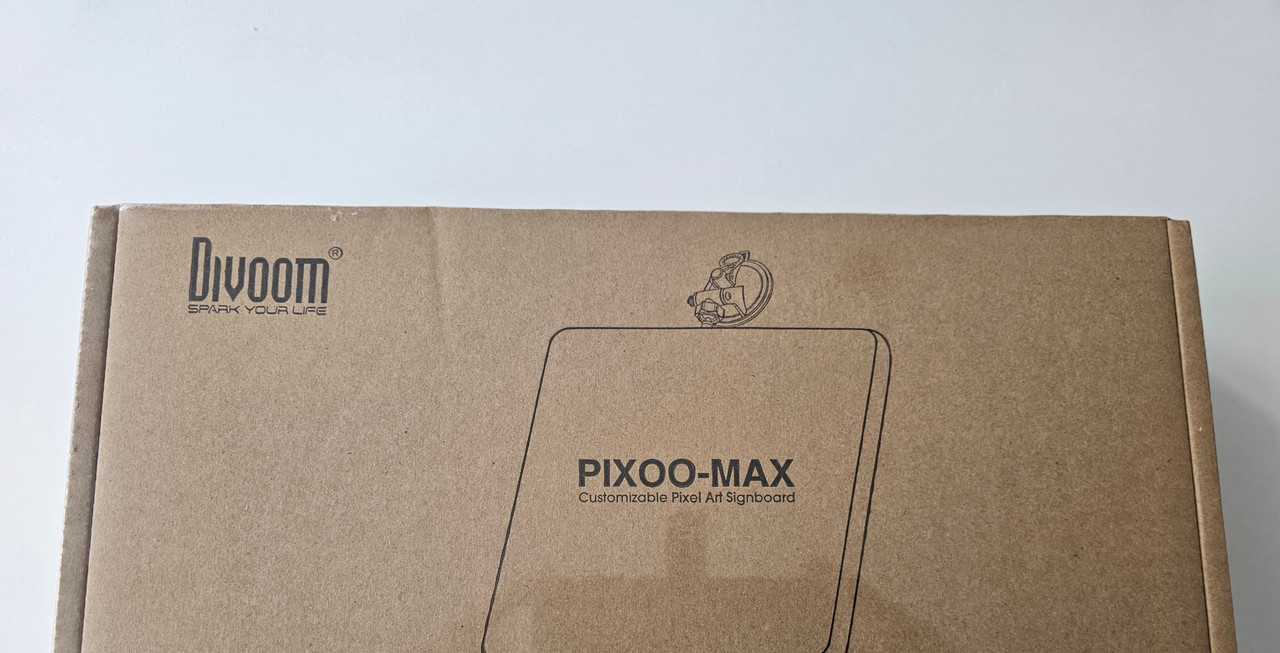 DIVOOM®
SPARK YOUR LIFE
PIXOO-MAX
Customizable Pixel Art Signboard